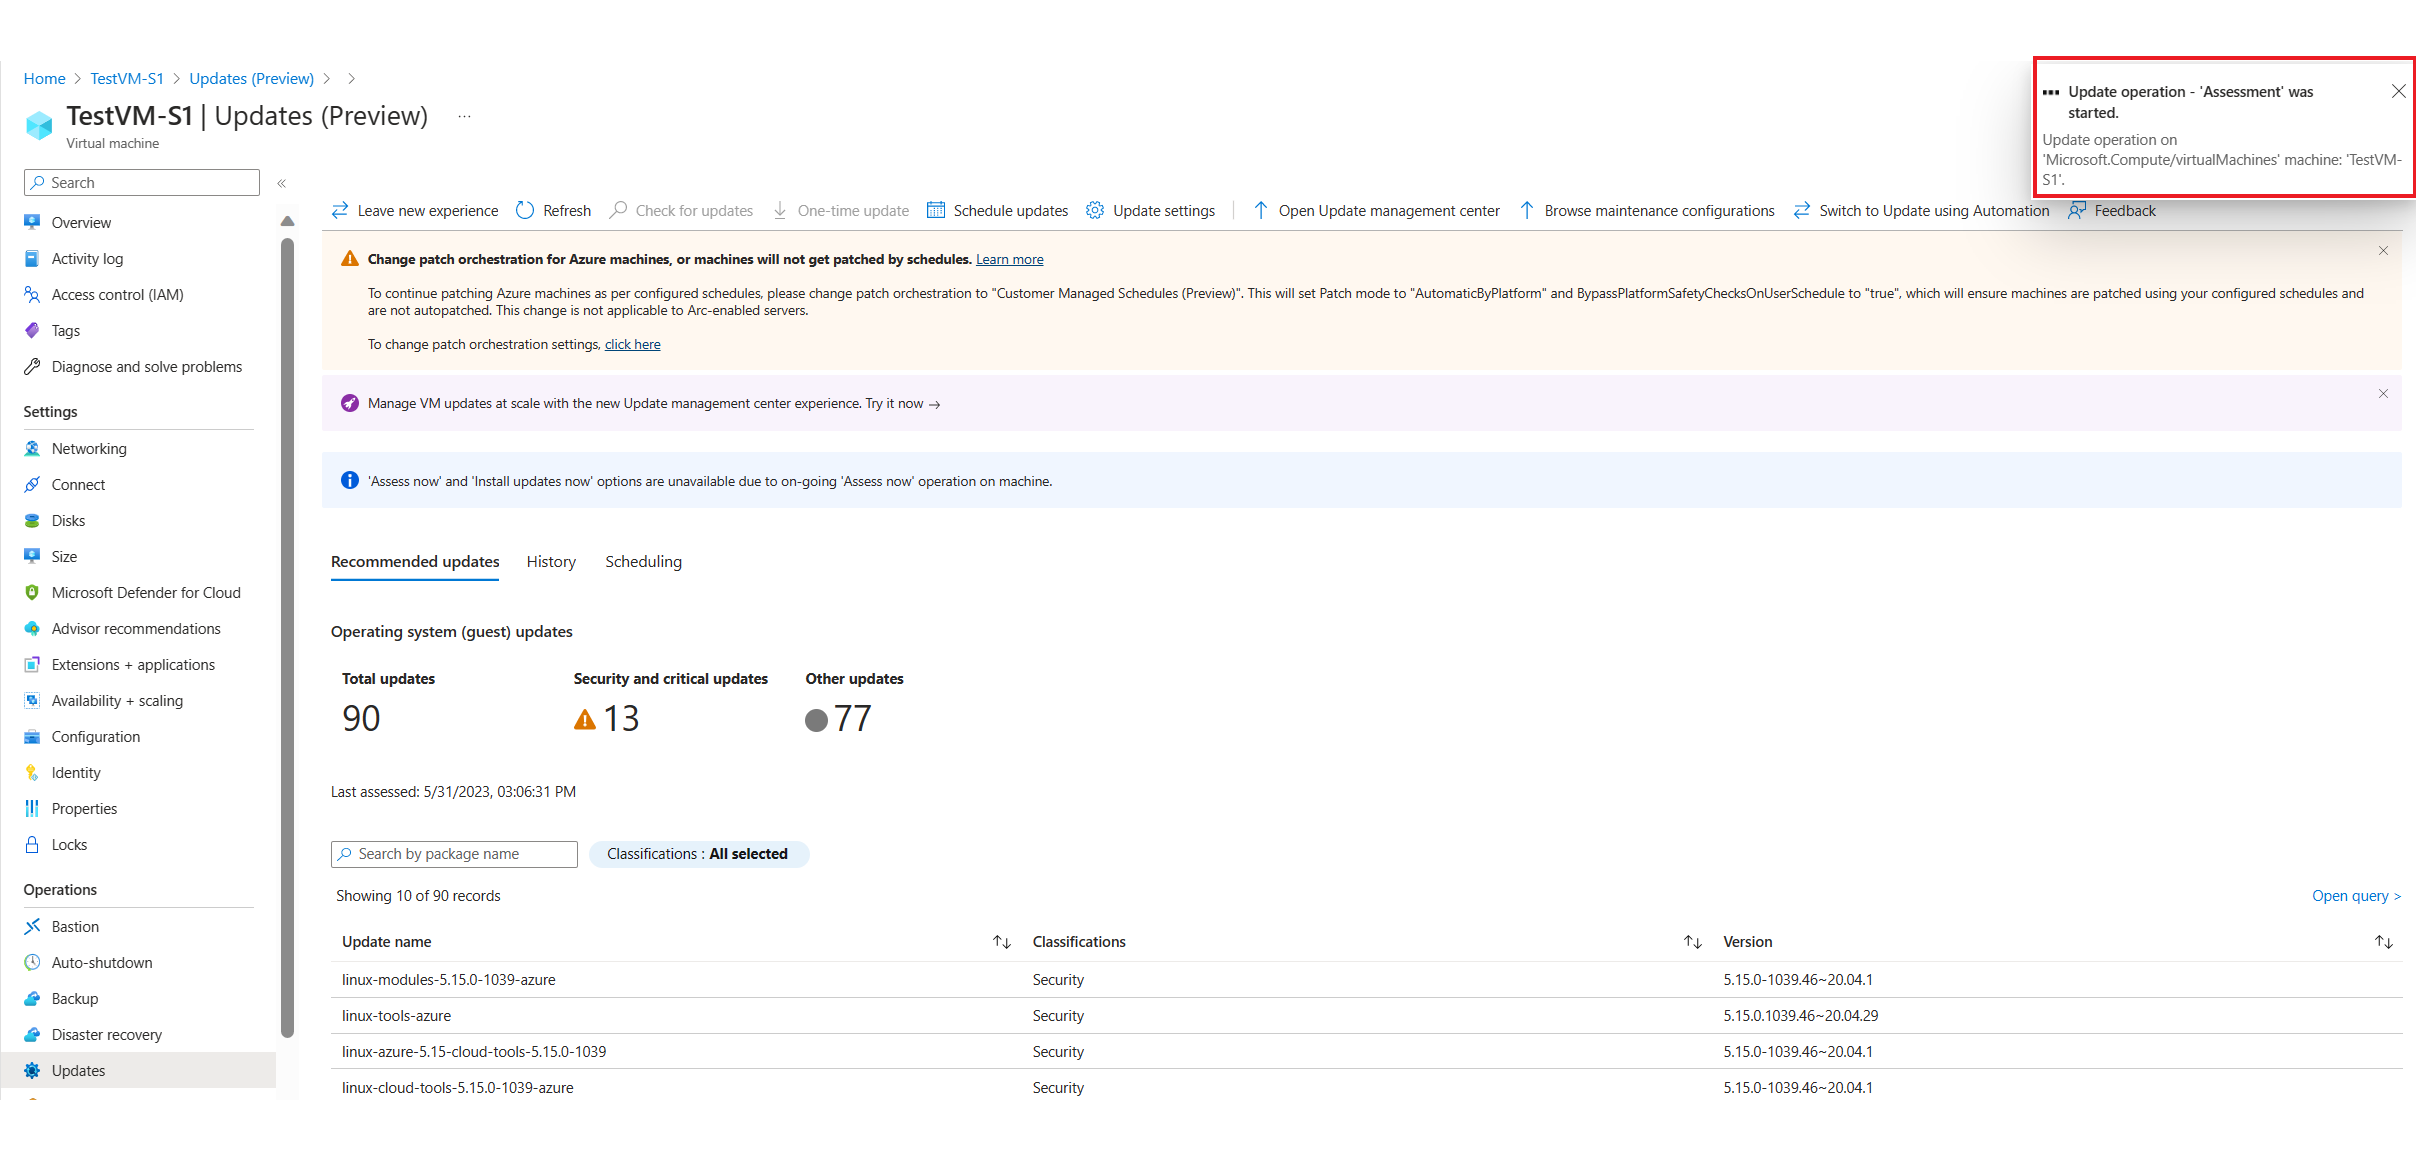 Home > TestVM-S1 > Updates (Preview) > >
TestVM-S1 | Updates (Preview) ...
Virtual machine
Update operation - 'Assessment' was
started.
Update operation on
'Microsoft.Compute/virtualMachines' machine: 'TestVM-
S1'.
Search
«
Overview
Activity log
Access control (IAM)
Tags
Diagnose and solve problems
Settings
Networking
Connect
Disks
Size
Microsoft Defender for Cloud
Advisor recommendations
Extensions + applications
Availability + scaling
Configuration
Identity
Properties
Locks
Operations
Bastion
Auto-shutdown
Backup
Disaster recovery
Updates
Leave new experience Refresh Check for updates One-time update Schedule updates Update settings Open Update management center Browse maintenance configurations Switch to Update using Automation Feedback
Change patch orchestration for Azure machines, or machines will not get patched by schedules. Learn more
To continue patching Azure machines as per configured schedules, please change patch orchestration to "Customer Managed Schedules (Preview)". This will set Patch mode to "AutomaticByPlatform" and BypassPlatformSafetyChecksOnUserSchedule to "true", which will ensure machines are patched using your configured schedules and
are not autopatched. This change is not applicable to Arc-enabled servers.
To change patch orchestration settings, click here
Manage VM updates at scale with the new Update management center experience. Try it now →
'Assess now' and 'Install updates now' options are unavailable due to on-going 'Assess now' operation on machine.
Recommended updates History Scheduling
Operating system (guest) updates
Total updates Security and critical updates Other updates
90 13 77
Last assessed: 5/31/2023, 03:06:31 PM
Search by package name Classifications : All selected
Showing 10 of 90 records Open query >
Update name Classifications Version
linux-modules-5.15.0-1039-azure Security 5.15.0-1039.46~20.04.1
linux-tools-azure Security 5.15.0.1039.46~20.04.29
linux-azure-5.15-cloud-tools-5.15.0-1039 Security 5.15.0-1039.46~20.04.1
linux-cloud-tools-5.15.0-1039-azure Security 5.15.0-1039.46~20.04.1